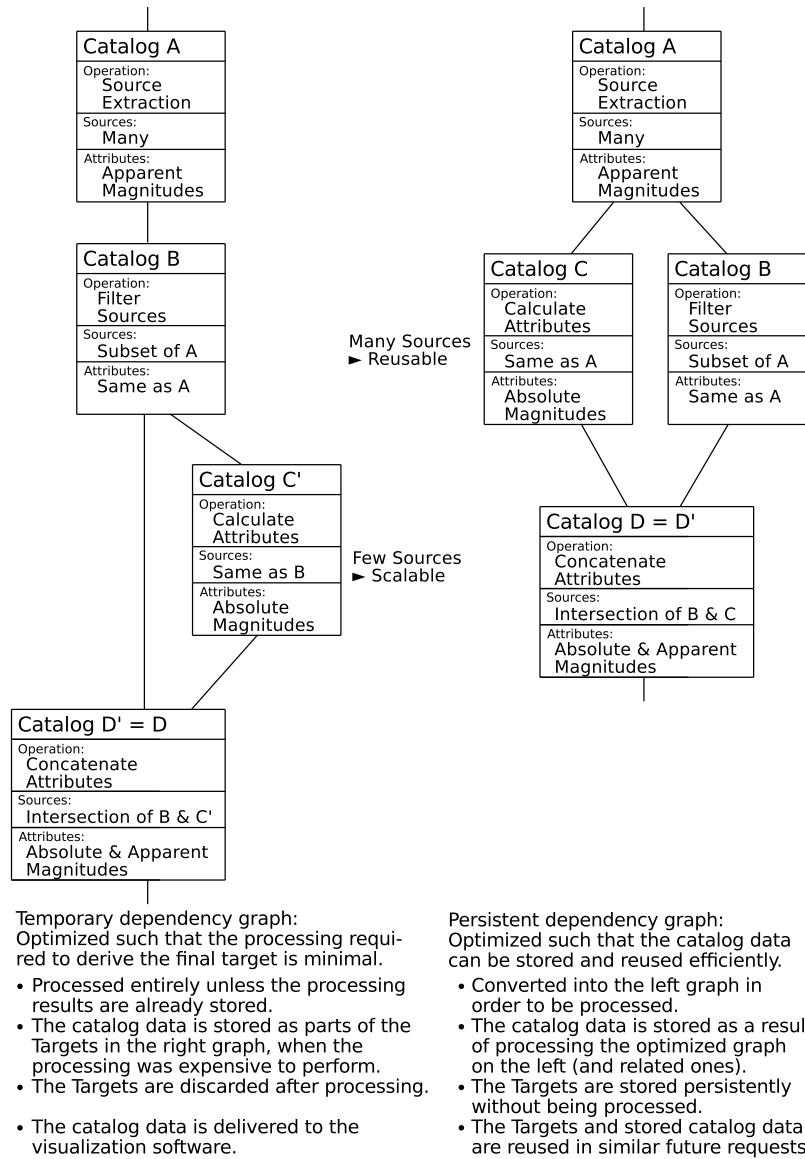 Catalog A
Operation:
Source
Extraction
Sources:
Many
Attributes:
Apparent
Magnitudes
Catalog B
Operation:
Filter
Sources
Sources:
Subset of A
Attributes:
Same as A
Catalog C'
Operation:
Calculate
Attributes
Sources:
Same as B
Attributes:
Absolute
Magnitudes
Few Sources
► Scalable
Catalog D' = D
Operation:
Concatenate
Attributes
Sources:
Intersection of B & C'
Attributes:
Absolute & Apparent
Magnitudes
Temporary dependency graph:
Optimized such that the processing requi-
red to derive the final target is minimal.
• Processed entirely unless the processing
results are already stored.
• The catalog data is stored as parts of the
Targets in the right graph, when the
processing was expensive to perform.
• The Targets are discarded after processing.
• The catalog data is delivered to the
visualization software.
Catalog A
Operation:
Source
Extraction
Sources:
Many
Attributes:
Apparent
Magnitudes
Many Sources
► Reusable
Catalog C
Operation:
Calculate
Attributes
Sources:
Same as A
Attributes:
Absolute
Magnitudes
Catalog B
Operation:
Filter
Sources
Sources:
Subset of A
Attributes:
Same as A
Catalog D = D'
Operation:
Concatenate
Attributes
Sources:
Intersection of B & C
Attributes:
Absolute & Apparent
Magnitudes
Persistent dependency graph:
Optimized such that the catalog data
can be stored and reused efficiently.
• Converted into the left graph in
order to be processed.
• The catalog data is stored as a resul
of processing the optimized graph
on the left (and related ones).
• The Targets are stored persistently
without being processed.
• The Targets and stored catalog data
are reused in similar future requests